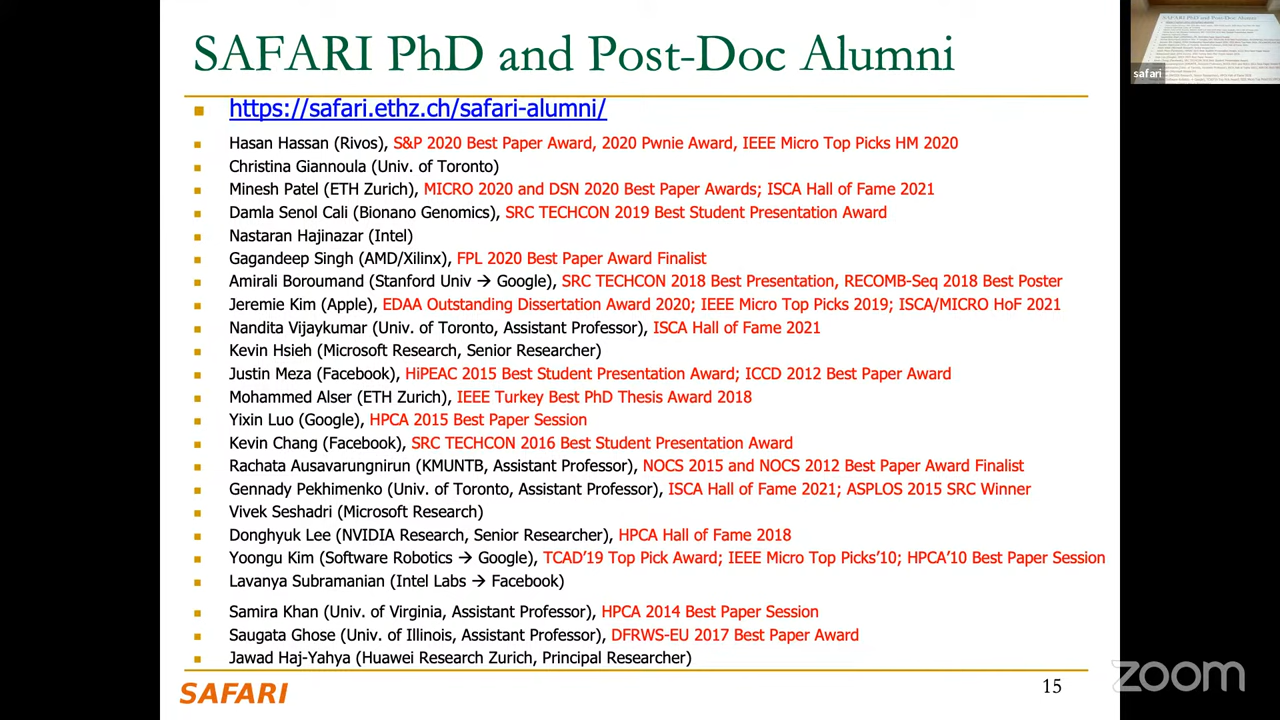 SAFARI PhD and Post-Doc Alumni
https://safari.ethz.ch/safari-alumni/
Hasan Hassan (Rivos), S&P 2020 Best Paper Award, 2020 Pwnie Award, IEEE Micro Top Picks HM 2020
Christina Giannoula (Univ. of Toronto)
Minesh Patel (ETH Zurich), MICRO 2020 and DSN 2020 Best Paper Awards; ISCA Hall of Fame 2021
Damla Senol Cali (Bionano Genomics), SRC TECHCON 2019 Best Student Presentation Award
Nastaran Hajinazar (Intel)
Gagandeep Singh (AMD/Xilinx), FPL 2020 Best Paper Award Finalist
Amirali Boroumand (Stanford Univ → Google), SRC TECHCON 2018 Best Presentation, RECOMB-Seq 2018 Best Poster
Jeremie Kim (Apple), EDAA Outstanding Dissertation Award 2020; IEEE Micro Top Picks 2019; ISCA/MICRO HoF 2021
Nandita Vijaykumar (Univ. of Toronto, Assistant Professor), ISCA Hall of Fame 2021
Kevin Hsieh (Microsoft Research, Senior Researcher)
Justin Meza (Facebook), HiPEAC 2015 Best Student Presentation Award; ICCD 2012 Best Paper Award
Mohammed Alser (ETH Zurich), IEEE Turkey Best PhD Thesis Award 2018
Yixin Luo (Google), HPCA 2015 Best Paper Session
Kevin Chang (Facebook), SRC TECHCON 2016 Best Student Presentation Award
Rachata Ausavarungnirun (KMUNTB, Assistant Professor), NOCS 2015 and NOCS 2012 Best Paper Award Finalist
Gennady Pekhimenko (Univ. of Toronto, Assistant Professor), ISCA Hall of Fame 2021; ASPLOS 2015 SRC Winner
Vivek Seshadri (Microsoft Research)
Donghyuk Lee (NVIDIA Research, Senior Researcher), HPCA Hall of Fame 2018
Yoongu Kim (Software Robotics → Google), TCAD’19 Top Pick Award; IEEE Micro Top Picks’10; HPCA’10 Best Paper Session
Lavanya Subramanian (Intel Labs → Facebook)
Samira Khan (Univ. of Virginia, Assistant Professor), HPCA 2014 Best Paper Session
Saugata Ghose (Univ. of Illinois, Assistant Professor), DFRWS-EU 2017 Best Paper Award
Jawad Haj-Yahya (Huawei Research Zurich, Principal Researcher)
SAFARI
15
zoom
SAFARI PhD and Post-Doc Alumni
safari